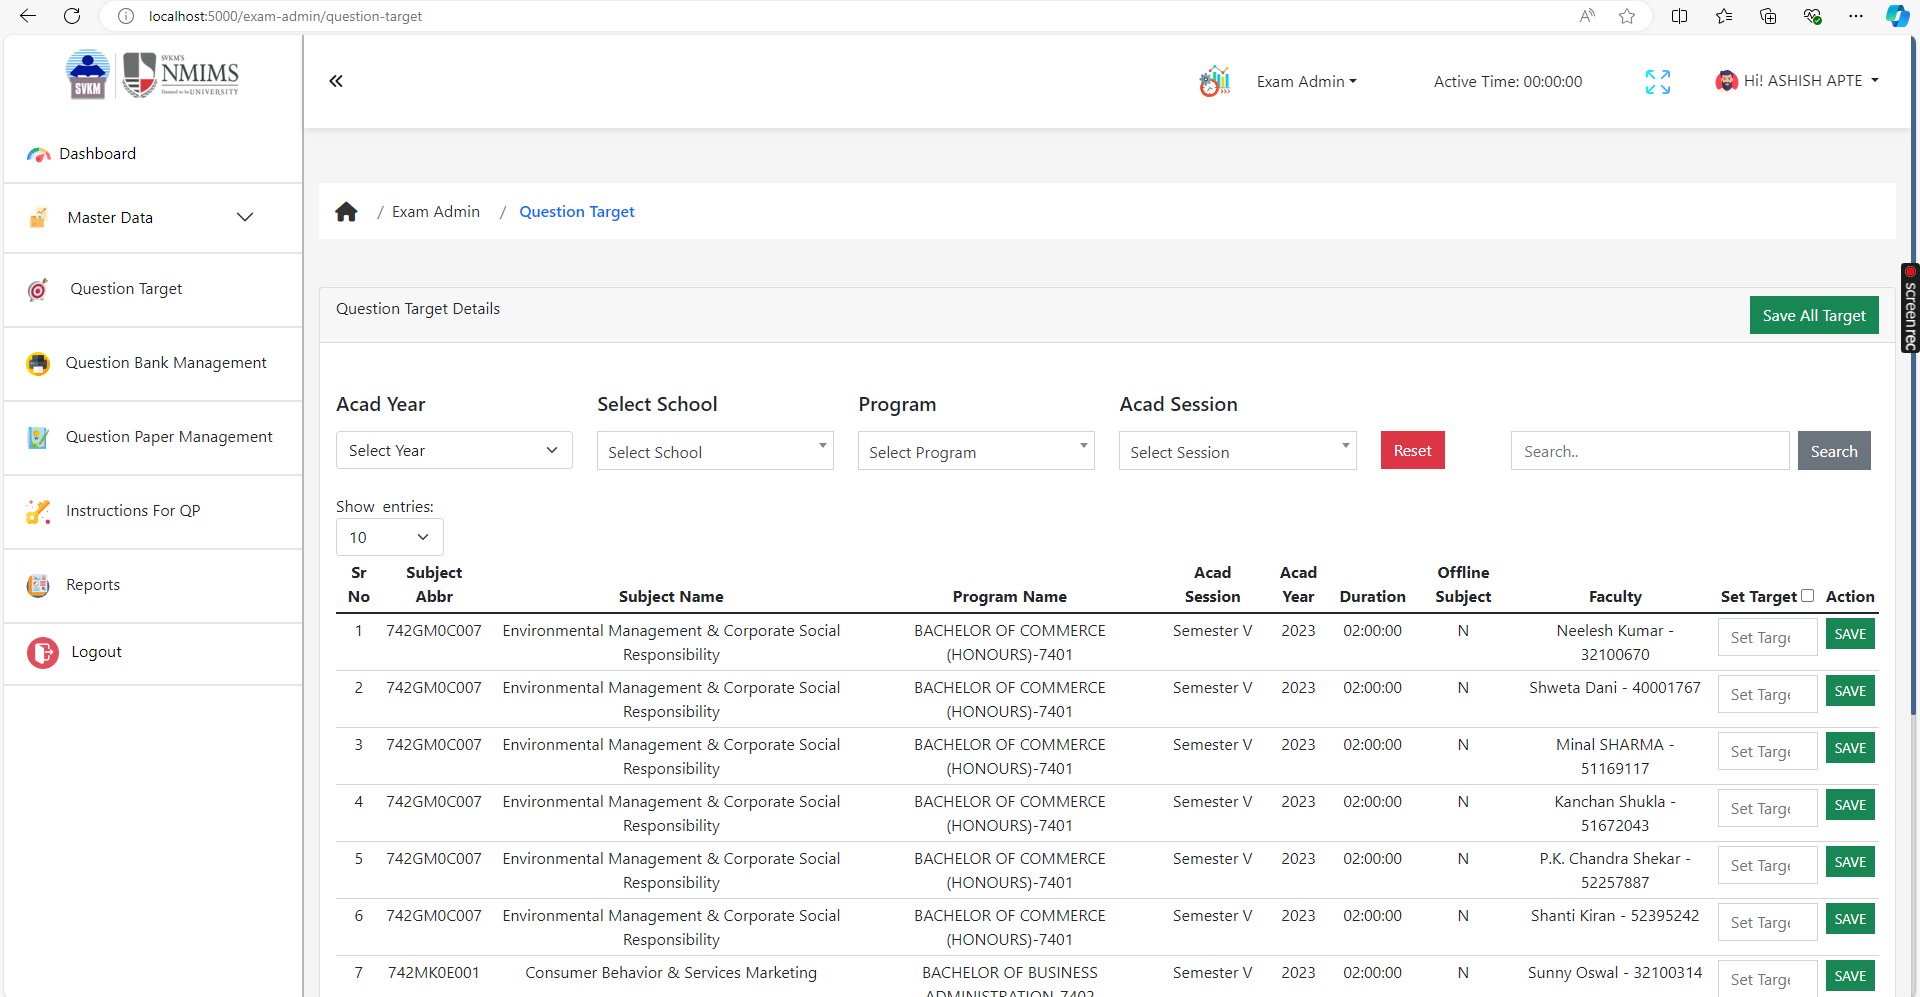 localhost:5000/exam-admin/question-target
SVKM
SVKM'S
NMIMS
Deemed to be UNIVERSITY
Exam Admin
Active Time: 00:00:00
Hi! ASHISH APTE
Dashboard
Master Data
Question Target
Question Bank Management
Question Paper Management
Instructions For QP
Reports
Logout
/ Exam Admin / Question Target
screenrec
Question Target Details
Save All Target
Acad Year Select School Program Acad Session
Select Year Select School Select Program Select Session Reset Search.. Search
Show entries:
10
Sr No Subject Abbr Subject Name Program Name Acad Session Acad Year Duration Offline Subject Faculty Set Target Action
1 742GM0C007 Environmental Management & Corporate Social Responsibility BACHELOR OF COMMERCE (HONOURS)-7401 Semester V 2023 02:00:00 N Neelesh Kumar - 32100670 Set Targe SAVE
2 742GM0C007 Environmental Management & Corporate Social Responsibility BACHELOR OF COMMERCE (HONOURS)-7401 Semester V 2023 02:00:00 N Shweta Dani - 40001767 Set Targe SAVE
3 742GM0C007 Environmental Management & Corporate Social Responsibility BACHELOR OF COMMERCE (HONOURS)-7401 Semester V 2023 02:00:00 N Minal SHARMA - 51169117 Set Targe SAVE
4 742GM0C007 Environmental Management & Corporate Social Responsibility BACHELOR OF COMMERCE (HONOURS)-7401 Semester V 2023 02:00:00 N Kanchan Shukla - 51672043 Set Targe SAVE
5 742GM0C007 Environmental Management & Corporate Social Responsibility BACHELOR OF COMMERCE (HONOURS)-7401 Semester V 2023 02:00:00 N P.K. Chandra Shekar - 52257887 Set Targe SAVE
6 742GM0C007 Environmental Management & Corporate Social Responsibility BACHELOR OF COMMERCE (HONOURS)-7401 Semester V 2023 02:00:00 N Shanti Kiran - 52395242 Set Targe SAVE
7 742MK0E001 Consumer Behavior & Services Marketing BACHELOR OF BUSINESS ADMINISTRATION-7402 Semester V 2023 02:00:00 N Sunny Oswal - 32100314 Set Targe SAVE